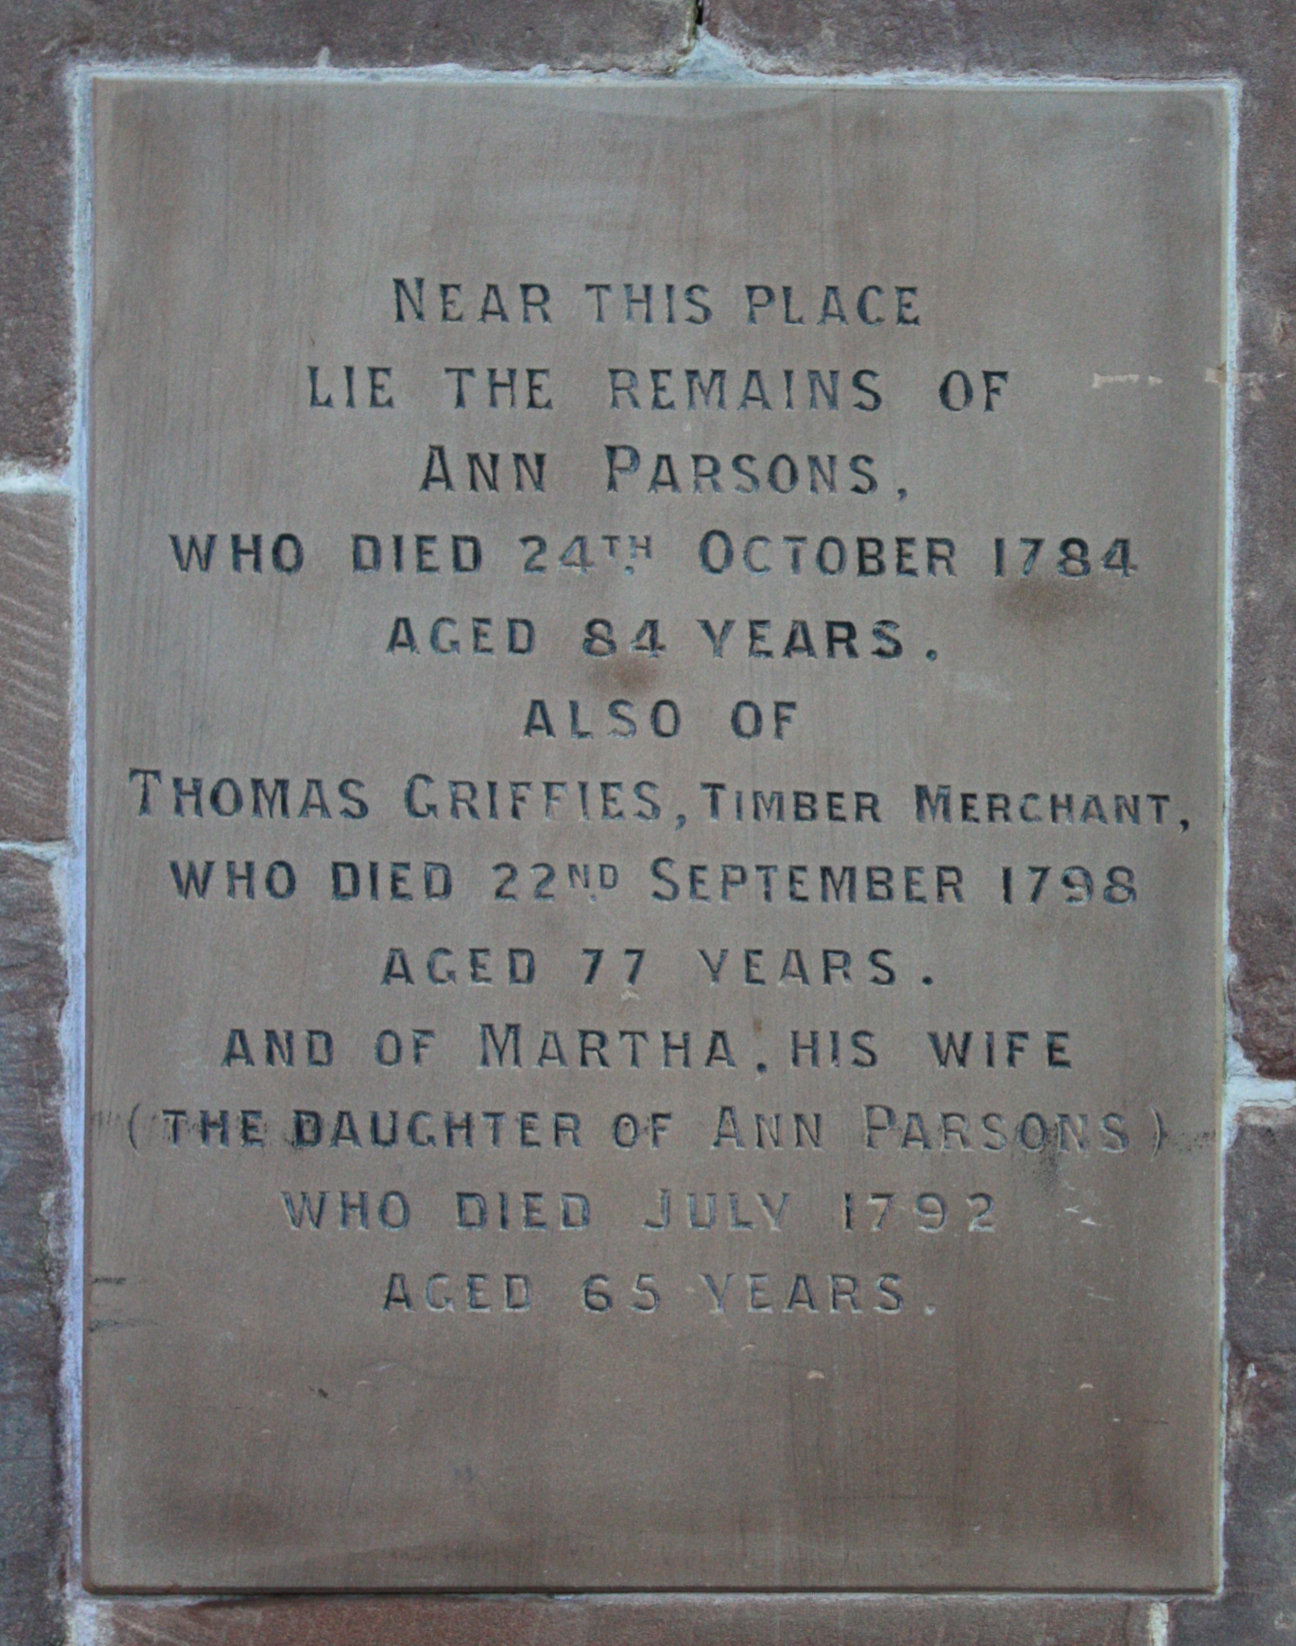 NEAR THIS PLACE
LIE THE REMAINS OF
ANN PARSONS,
WHO DIED 24TH OCTOBER 1784
AGED 84 YEARS.
ALSO OF
THOMAS GRIFFIES, TIMBER MERCHANT,
WHO DIED 22ND SEPTEMBER 1798
AGED 77 YEARS.
AND OF MARTHA, HIS WIFE
(THE DAUGHTER OF ANN PARSONS)
WHO DIED JULY 1792
AGED 65 YEARS.